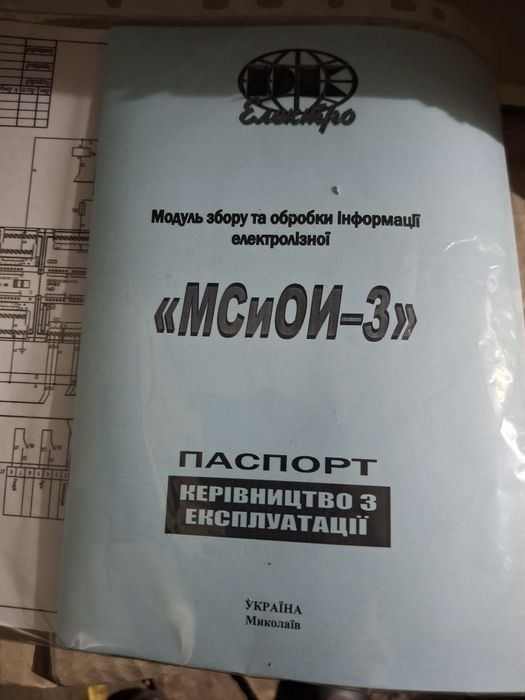 Електро
Модуль збору та обробки інформації
електролізної
«МСиОИ–3»
ПАСПОРТ
КЕРІВНИЦТВО З
ЕКСПЛУАТАЦІЇ
УКРАЇНА
Миколаїв